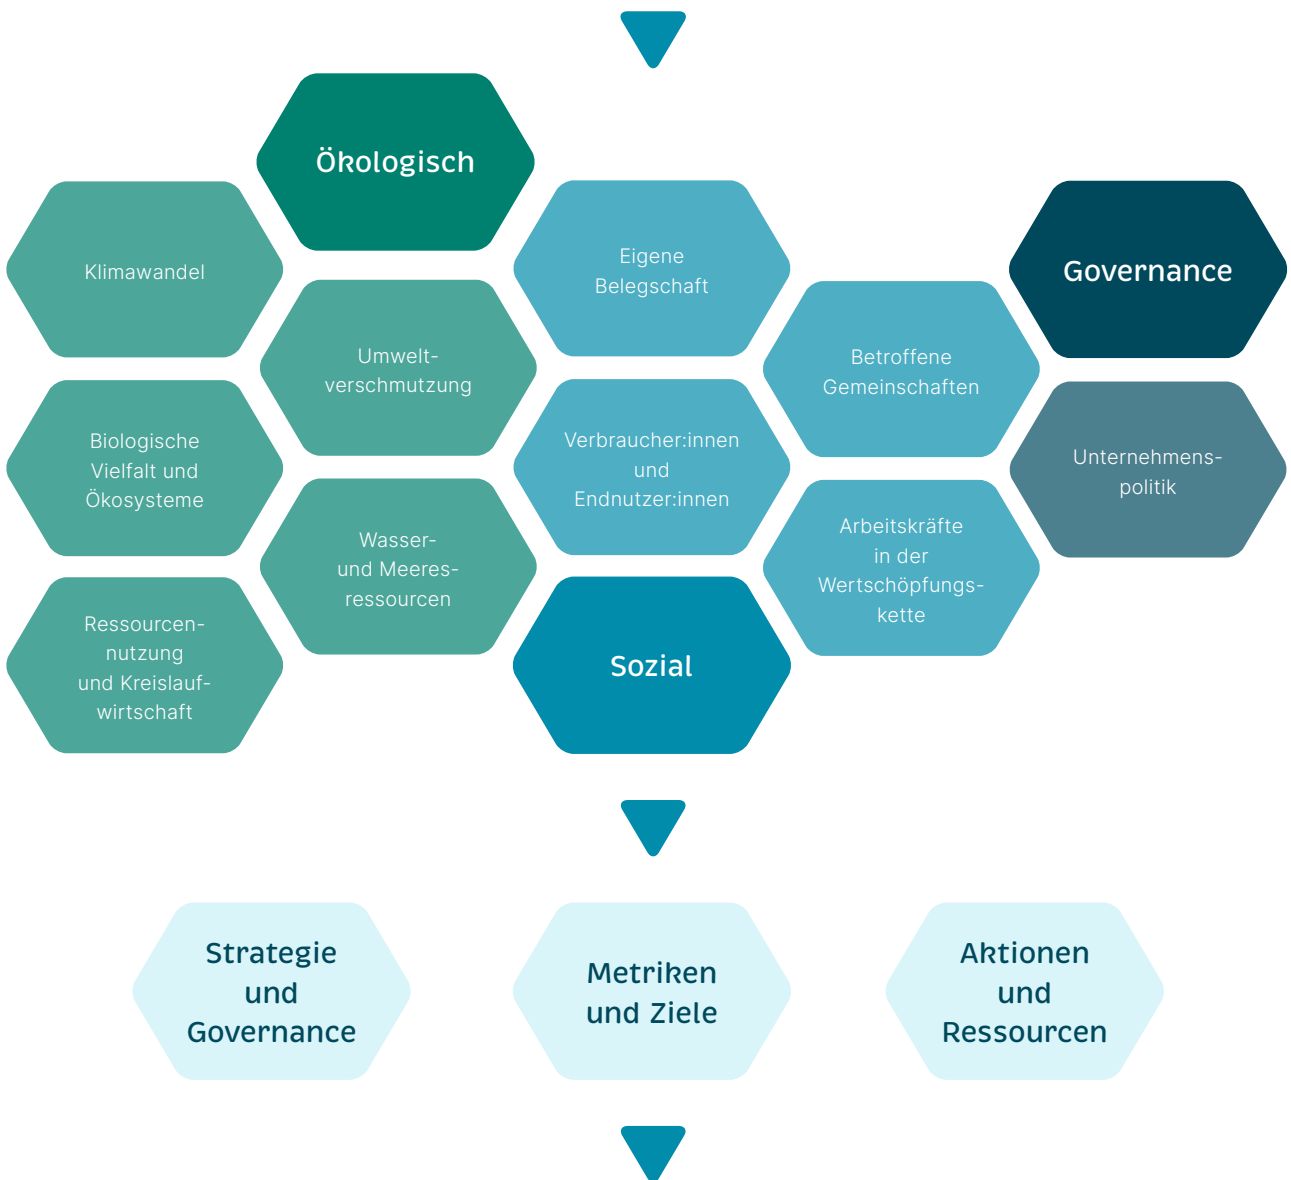 Ökologisch
Klimawandel
Umwelt-
verschmutzung
Biologische
Vielfalt und
Ökosysteme
Wasser-
und Meeres-
ressourcen
Ressourcen-
nutzung
und Kreislauf-
wirtschaft
Eigene
Belegschaft
Betroffene
Gemeinschaften
Verbraucher:innen
und
Endnutzer:innen
Arbeitskräfte
in der
Wertschöpfungs-
kette
Sozial
Governance
Unternehmens-
politik
Strategie
und
Governance
Metriken
und Ziele
Aktionen
und
Ressourcen